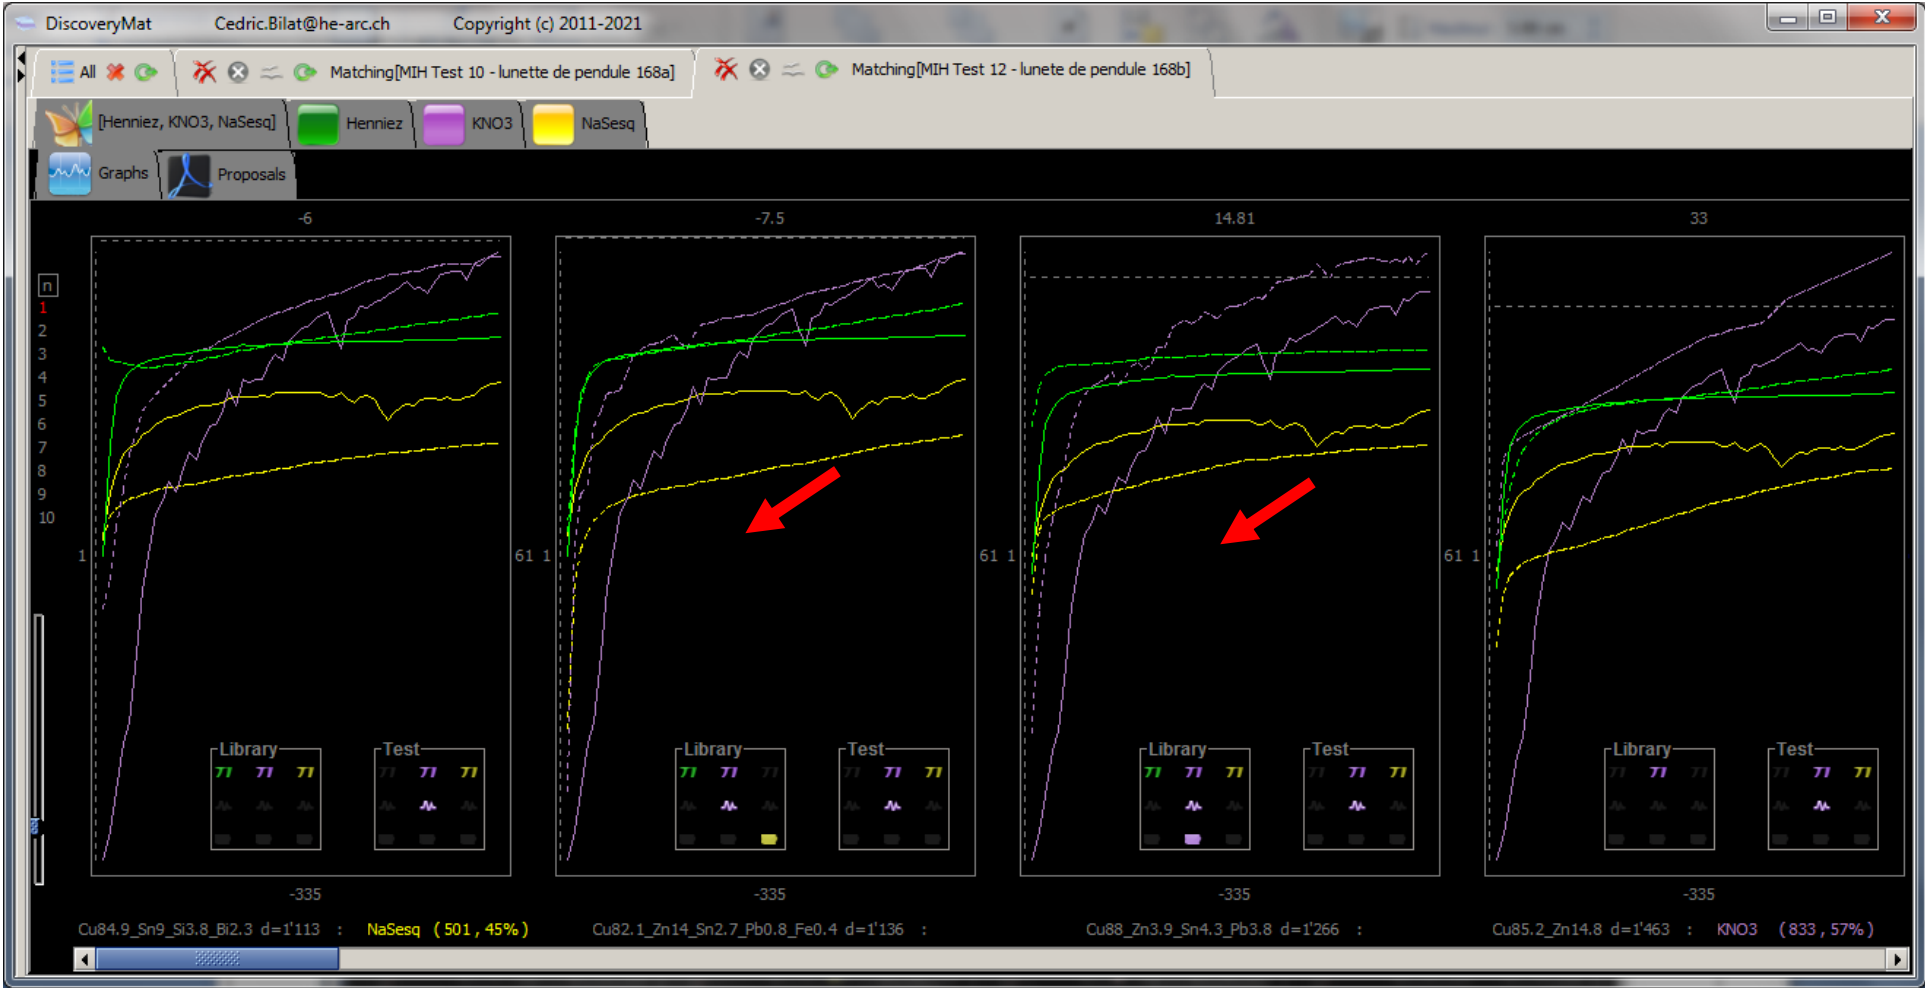 DiscoveryMat Cedric.Bilat@he-arc.ch Copyright (c) 2011-2021
All Matching[MIH Test 10 - lunette de pendule 168a] Matching[MIH Test 12 - lunete de pendule 168b]
[Henniez, KNO3, NaSesq] Henniez KNO3 NaSesq
Graphs Proposals
-6 -7.5 14.81 33
n
1
2
3
4
5
6
7
8
9
10
1 61 1 61 1 61 1
Library Test Library Test Library Test Library Test
-335 -335 -335 -335
Cu84.9_Sn9_Si3.8_Bi2.3 d=1'113 : NaSesq (501, 45%) Cu82.1_Zn14_Sn2.7_Pb0.8_Fe0.4 d=1'136 : Cu88_Zn3.9_Sn4.3_Pb3.8 d=1'266 : Cu85.2_Zn14.8 d=1'463 : KNO3 (833, 57%)